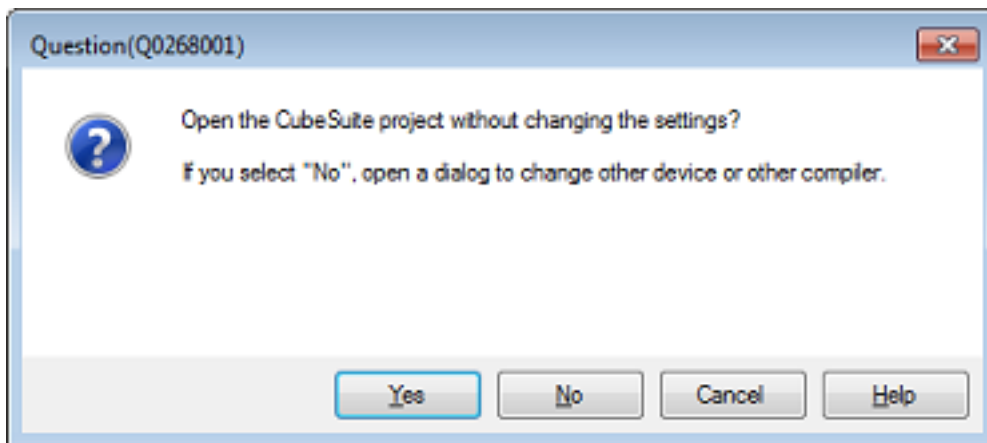 Question(Q0268001)
Open the CubeSuite project without changing the settings?
If you select "No", open a dialog to change other device or other compiler.
Yes
No
Cancel
Help